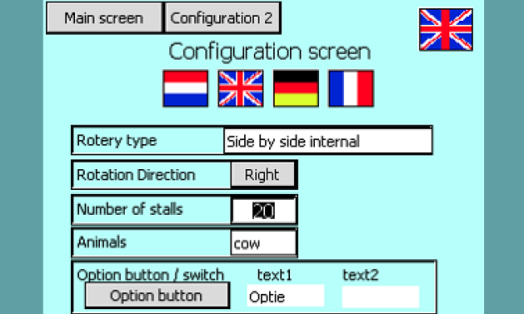 Main screen Configuration 2
Configuration screen
Rotery type Side by side internal
Rotation Direction Right
Number of stalls 20
Animals cow
Option button / switch text1 text2
Option button Optie